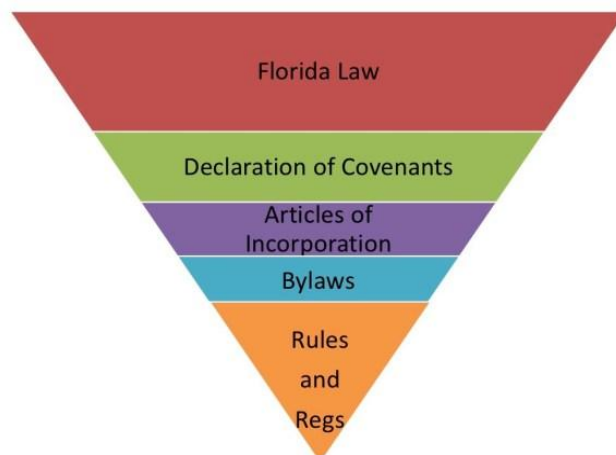 Florida Law
Declaration of Covenants
Articles of
Incorporation
Bylaws
Rules
and
Regs